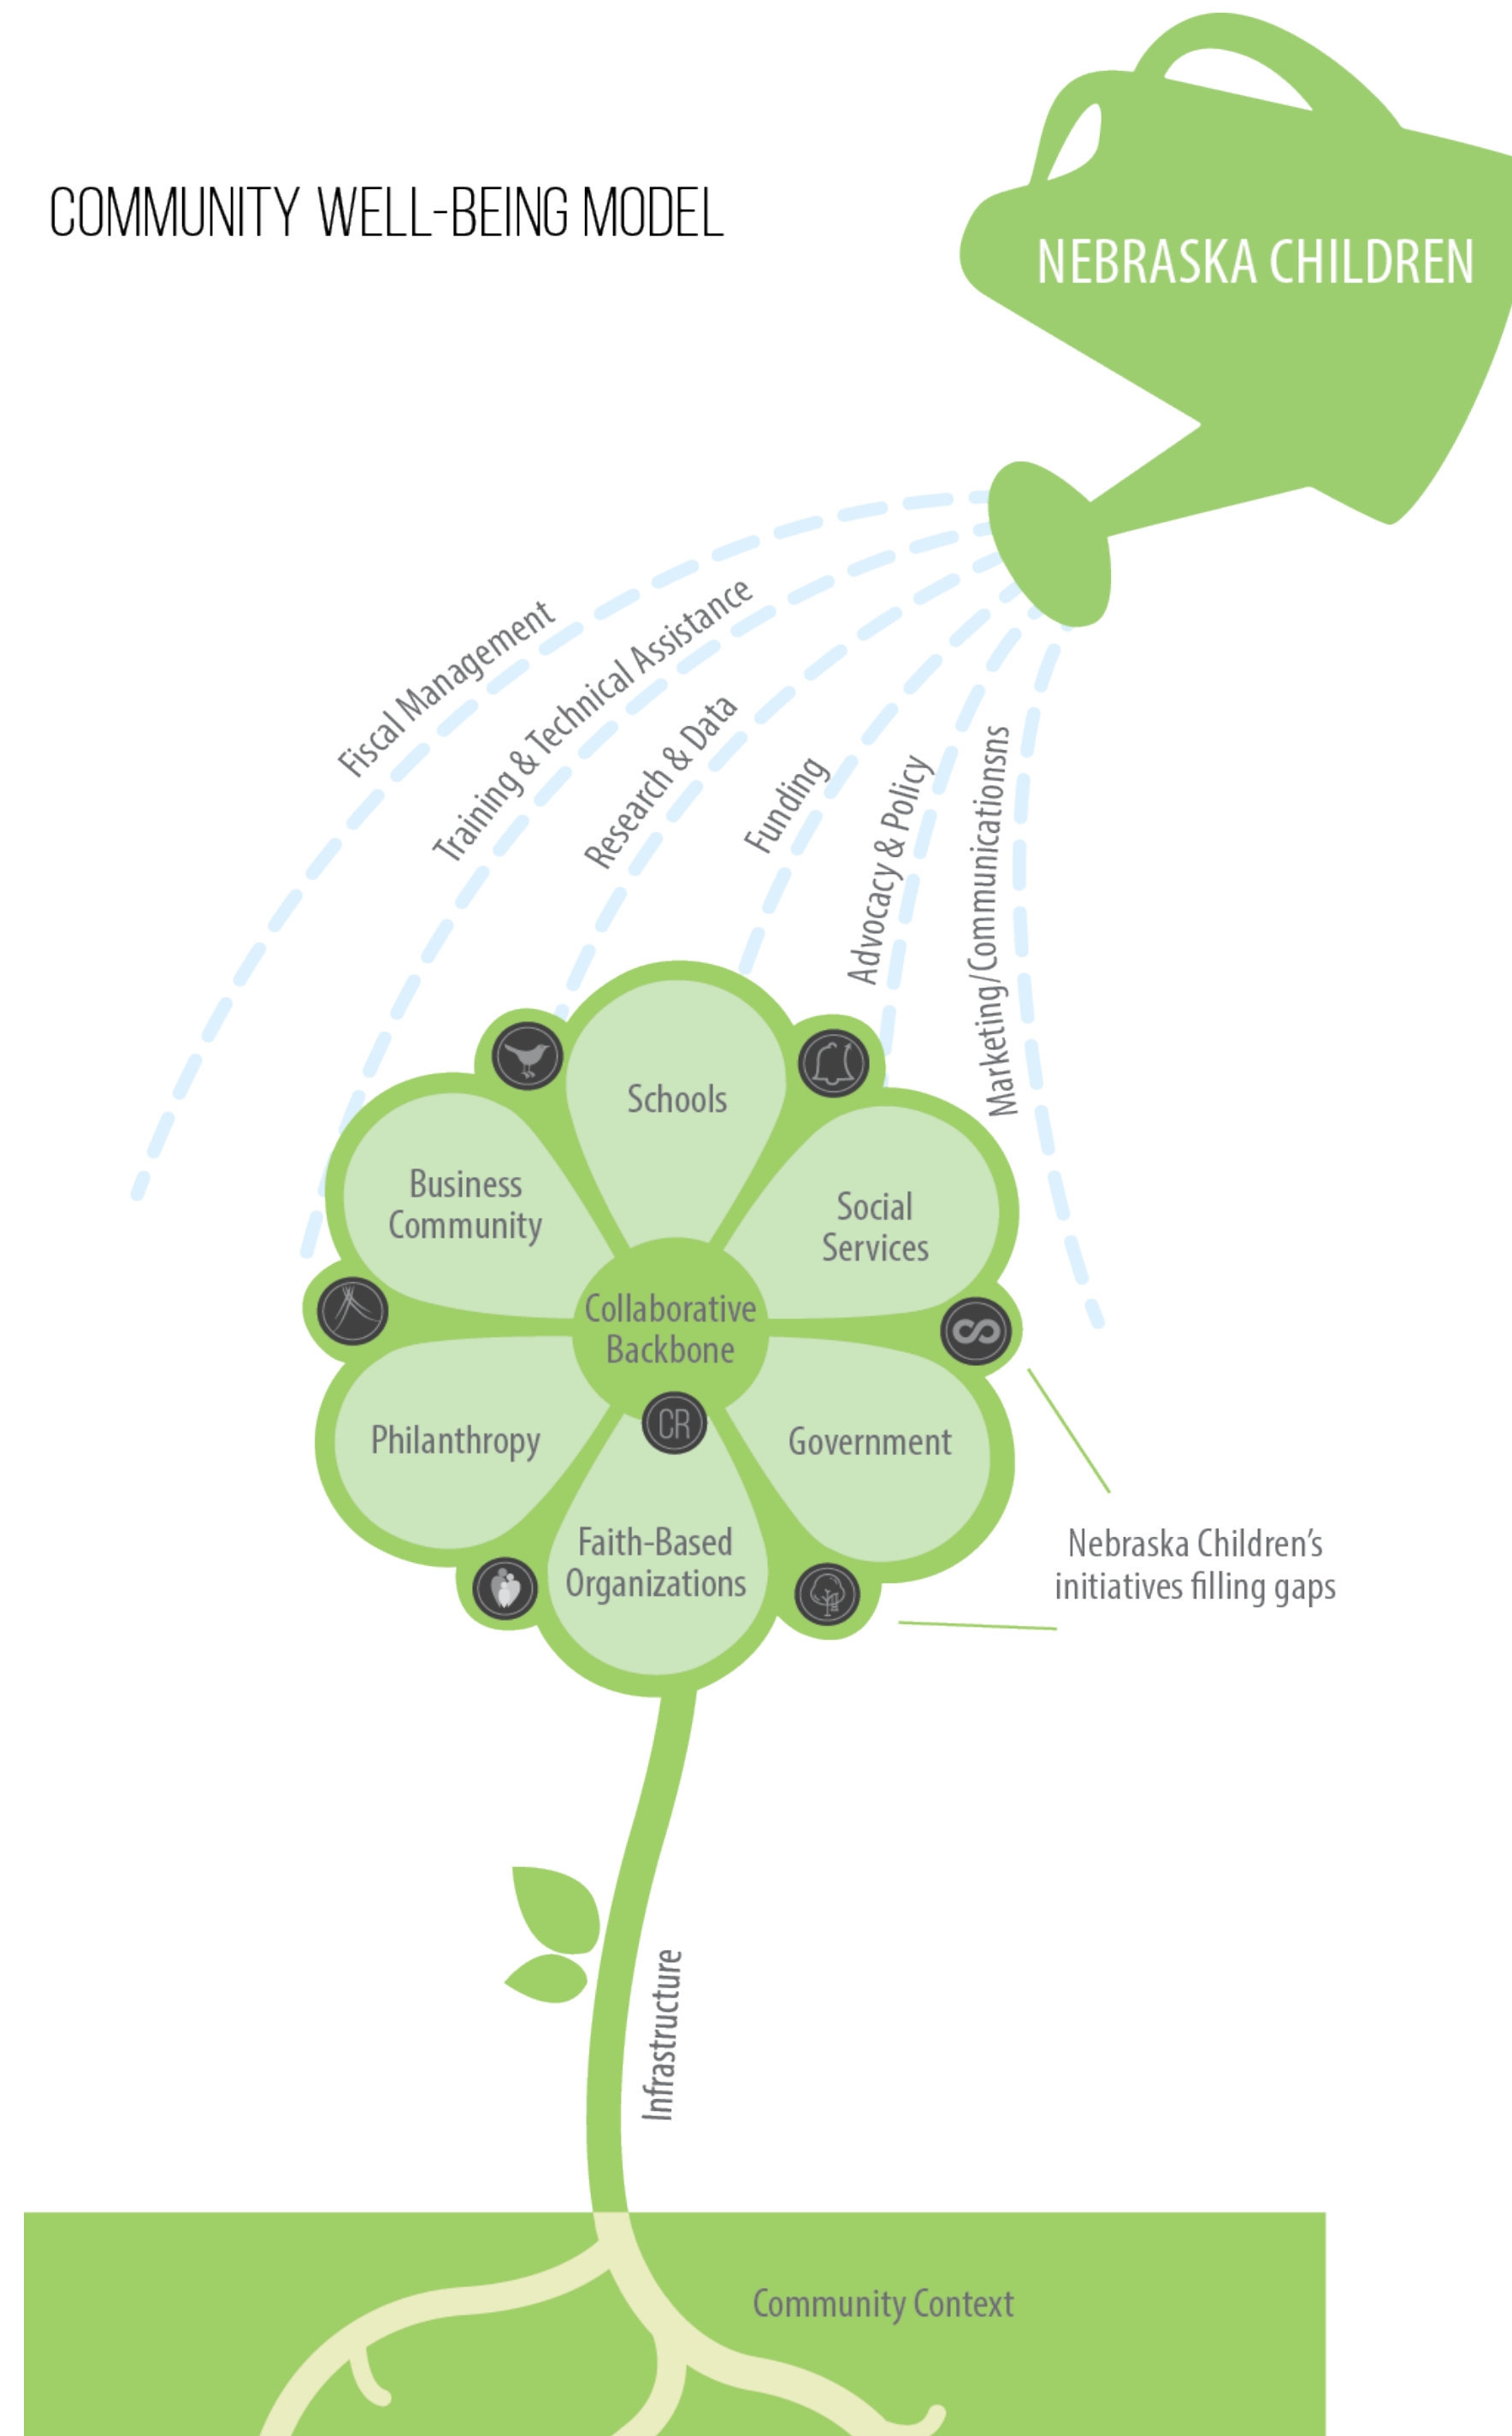 COMMUNITY WELL-BEING MODEL
NEBRASKA CHILDREN
Fiscal Management
Training & Technical Assistance
Research & Data
Funding
Advocacy & Policy
Marketing/Communicationsns
Schools
Business
Community
Social
Services
Collaborative
Backbone
CR
Philanthropy
Government
Faith-Based
Organizations
Nebraska Children’s
initiatives filling gaps
Infrastructure
Community Context